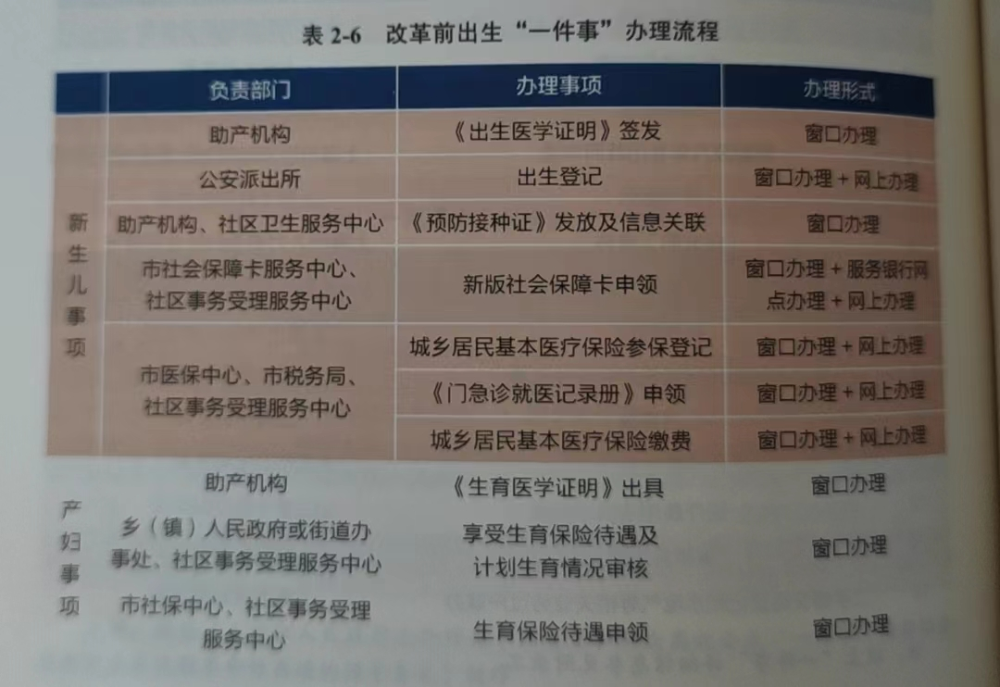 表 2-6 改革前出生“一件事”办理流程
负责部门 办理事项 办理形式
新生儿事项
助产机构 《出生医学证明》签发 窗口办理
公安派出所 出生登记 窗口办理 + 网上办理
助产机构、社区卫生服务中心 《预防接种证》发放及信息关联 窗口办理
市社会保障卡服务中心、
社区事务受理服务中心
新版社会保障卡申领
窗口办理 + 服务银行网
点办理 + 网上办理
市医保中心、市税务局、
社区事务受理服务中心
城乡居民基本医疗保险参保登记 窗口办理 + 网上办理
《门急诊就医记录册》申领 窗口办理 + 网上办理
城乡居民基本医疗保险缴费 窗口办理 + 网上办理
产妇事项
助产机构 《生育医学证明》出具 窗口办理
乡（镇）人民政府或街道办
事处、社区事务受理服务中心
享受生育保险待遇及
计划生育情况审核
窗口办理
市社保中心、社区事务受理
服务中心
生育保险待遇申领
窗口办理